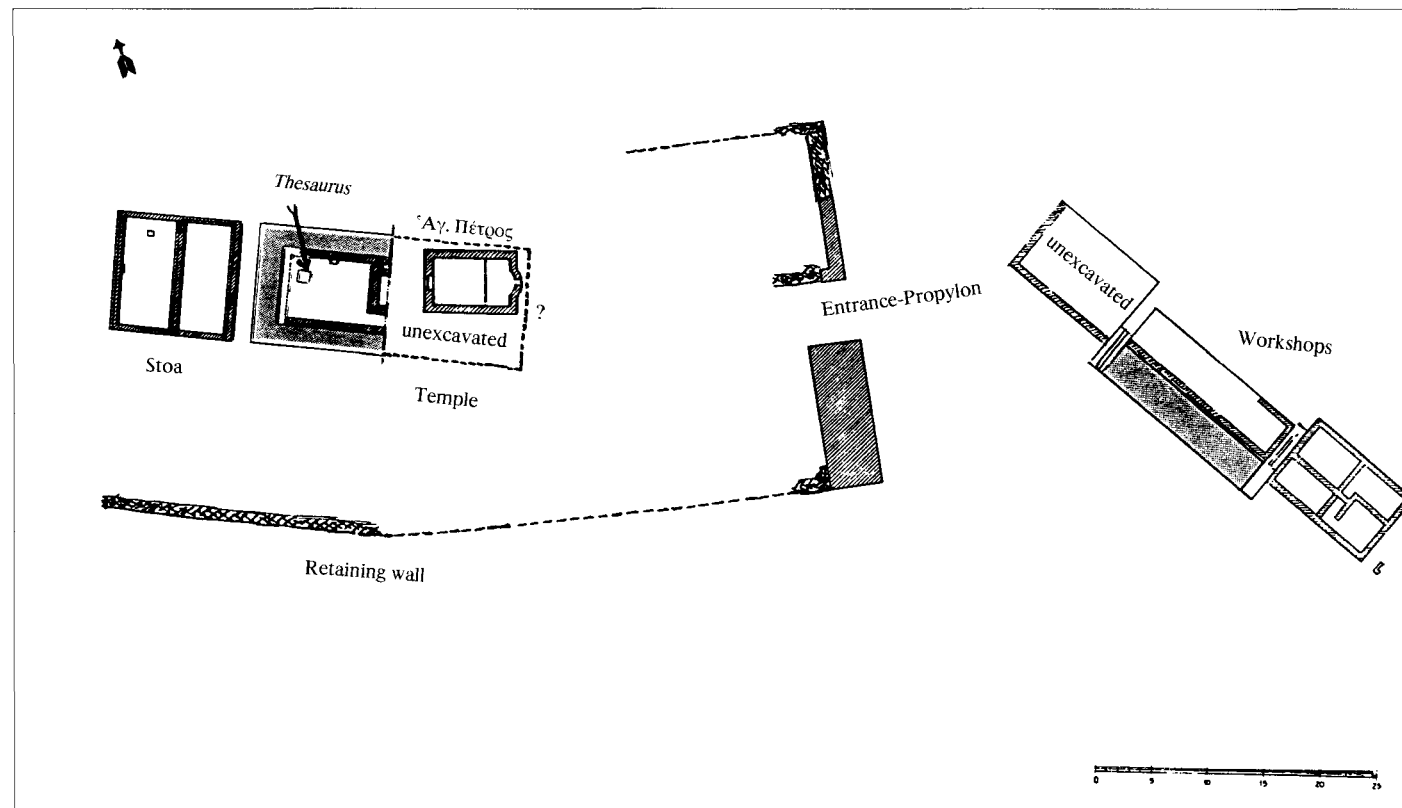 Thesaurus
Ἁγ. Πέτρος
unexcavated
?
Stoa
Temple
Entrance-Propylon
unexcavated
Workshops
Retaining wall
0 5 10 15 20 25